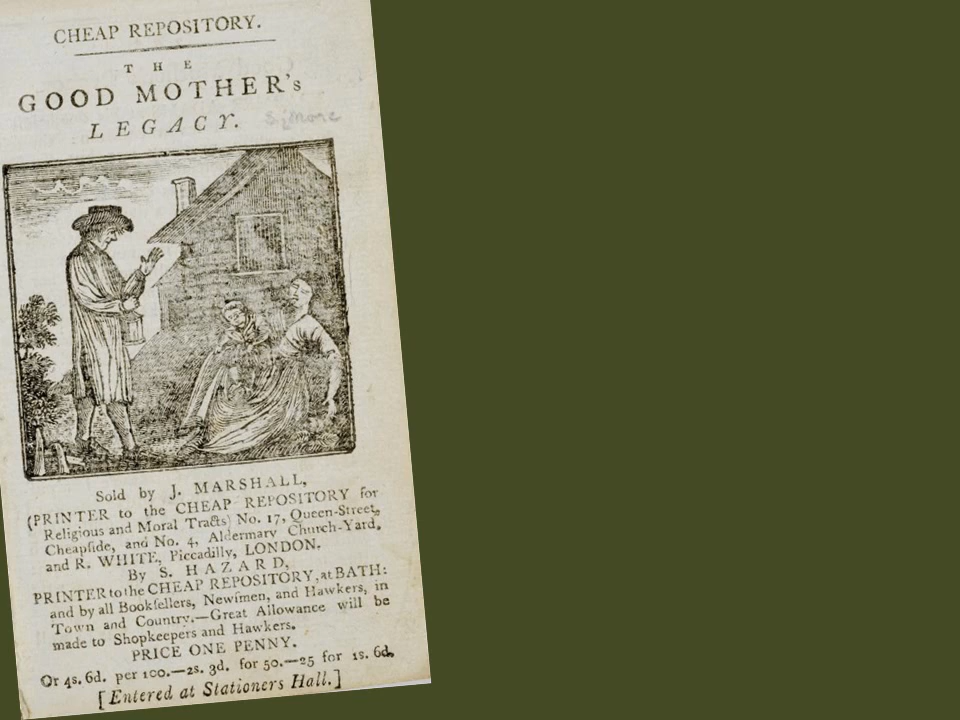 CHEAP REPOSITORY.
THE
GOOD MOTHER's
LEGACY.
Sold by J. MARSHALL,
(PRINTER to the CHEAP REPOSITORY for
Religious and Moral Tracts) No. 17, Queen-Street,
Cheapſide, and No. 4, Aldermary Church-Yard,
and R. WHITE, Piccadilly, LONDON.
By S. HAZARD,
PRINTER to the CHEAP REPOSITORY, at BATH:
and by all Bookſellers, Newſmen, and Hawkers, in
Town and Country.—Great Allowance will be
made to Shopkeepers and Hawkers.
PRICE ONE PENNY.
Or 4s. 6d. per 100.—2s. 3d. for 50.—25 for 1s. 6d.
[Entered at Stationers Hall.]